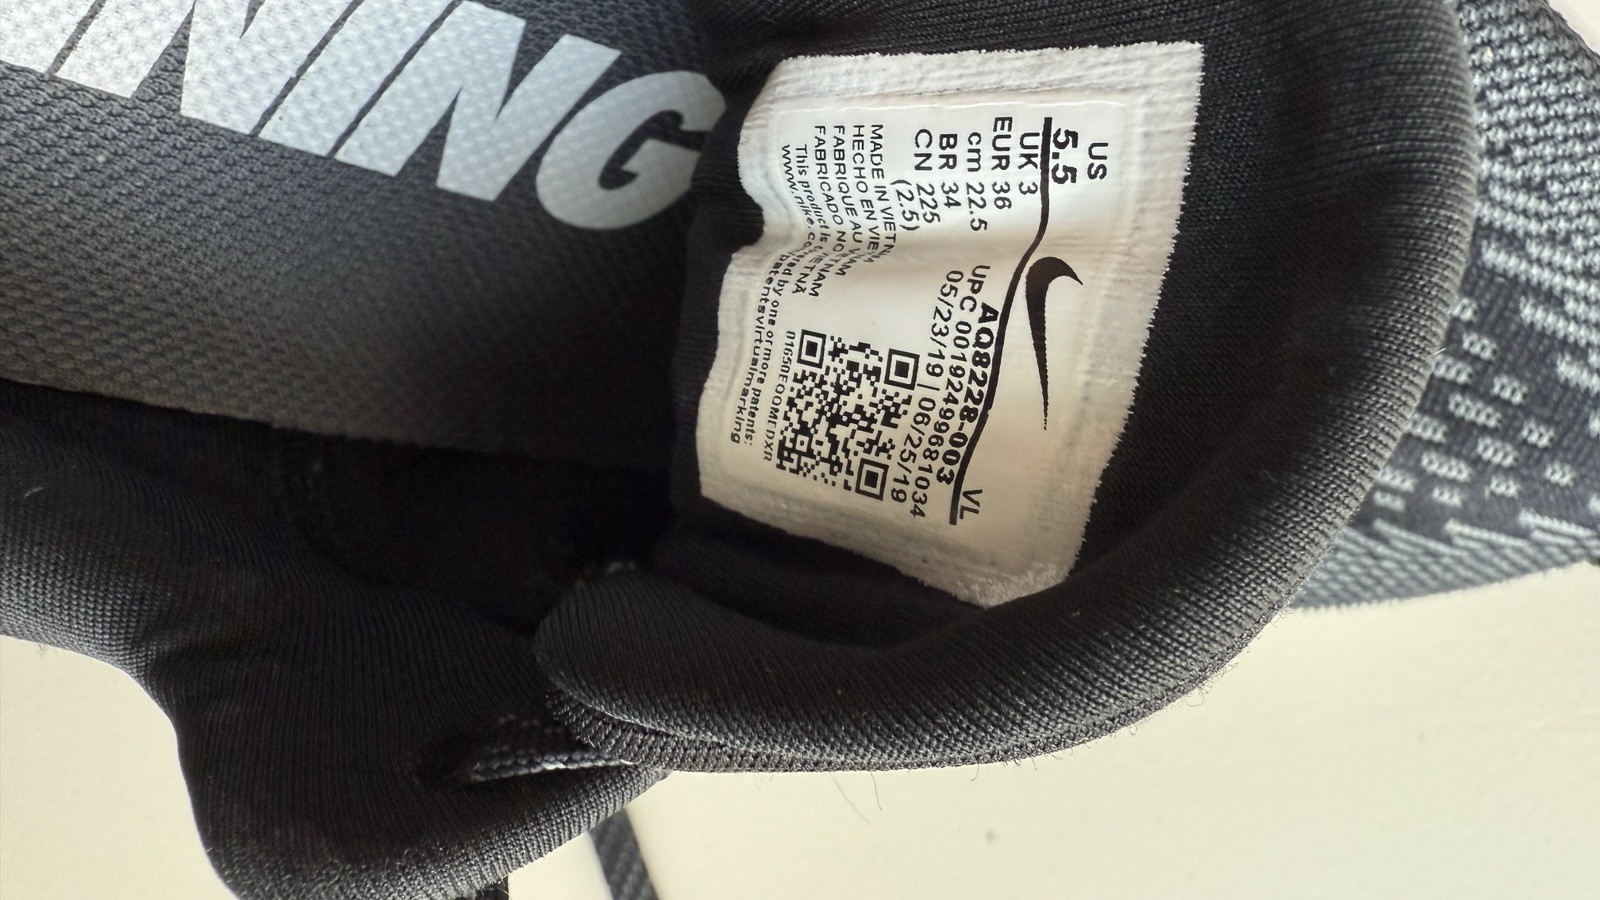 NING
US
5.5
UK 3
EUR 36
cm 22.5
BR 34
CN 225
(2.5)
VL
AQ8228-003
UPC 00192499681034
05/23/19 | 06/25/19
MADE IN VIETNAM
HECHO EN VIETNAM
FABRIQUE AU VIETNAM
FABRICADO NO VIETNÃ
This product is covered by one or more patents:
www.nike.com/patentsvirtualmarking